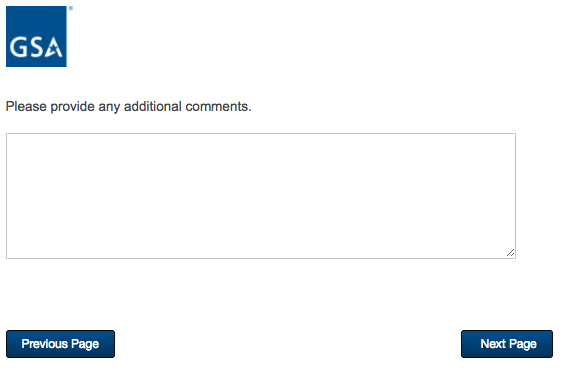 GSA
Please provide any additional comments.
Previous Page
Next Page